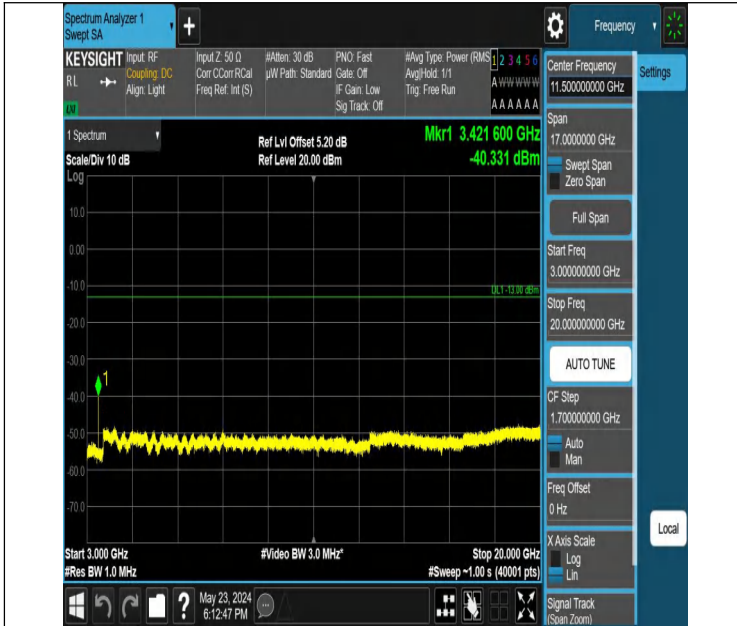 Spectrum Analyzer 1
Swept SA
+
Frequency
KEYSIGHT
RL
Input: RF
Coupling: DC
Align: Light
Input Z: 50 Ω
Corr CCorr RCal
Freq Ref: Int (S)
#Atten: 30 dB
µW Path: Standard
PNO: Fast
Gate: Off
IF Gain: Low
Sig Track: Off
#Avg Type: Power (RMS
Avg|Hold: 1/1
Trig: Free Run
1 2 3 4 5 6
A W W W W W
A A A A A A
1 Spectrum
Scale/Div 10 dB
Log
Ref Lvl Offset 5.20 dB
Ref Level 20.00 dBm
Mkr1 3.421 600 GHz
-40.331 dBm
10.0
0.00
-10.0
DL1 -13.00 dBm
-20.0
-30.0
1
-40.0
-50.0
-60.0
-70.0
Start 3.000 GHz
#Res BW 1.0 MHz
#Video BW 3.0 MHz*
Stop 20.000 GHz
#Sweep ~1.00 s (40001 pts)
Center Frequency
11.500000000 GHz
Settings
Span
17.0000000 GHz
Swept Span
Zero Span
Full Span
Start Freq
3.000000000 GHz
Stop Freq
20.000000000 GHz
AUTO TUNE
CF Step
1.700000000 GHz
Auto
Man
Freq Offset
0 Hz
X Axis Scale
Log
Lin
Local
Signal Track
(Span Zoom)
?
May 23, 2024
6:12:47 PM